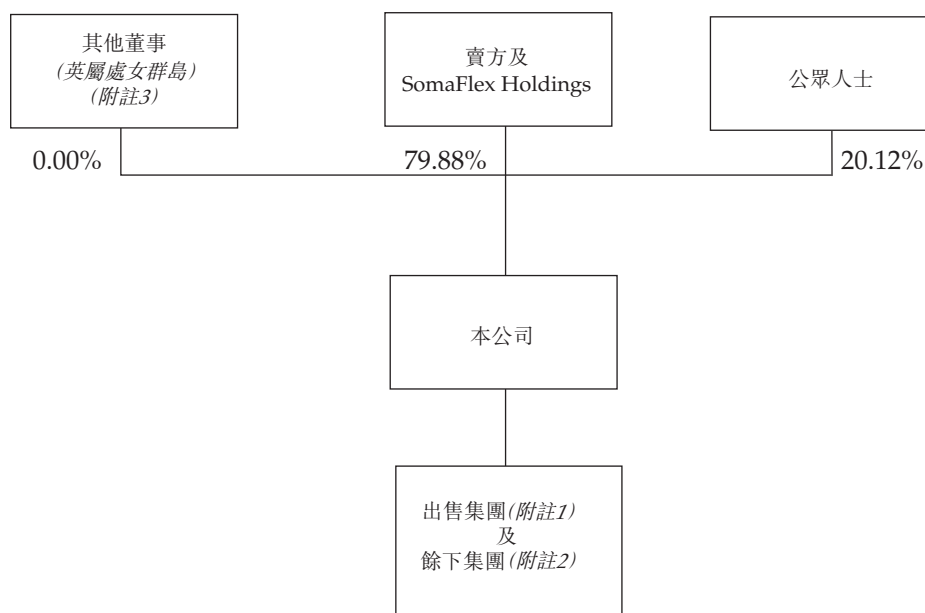 其他董事
(英屬處女群島)
(附註3)
賣方及
SomaFlex Holdings
公眾人士
0.00%
79.88%
20.12%
本公司
出售集團(附註1)
及
餘下集團(附註2)